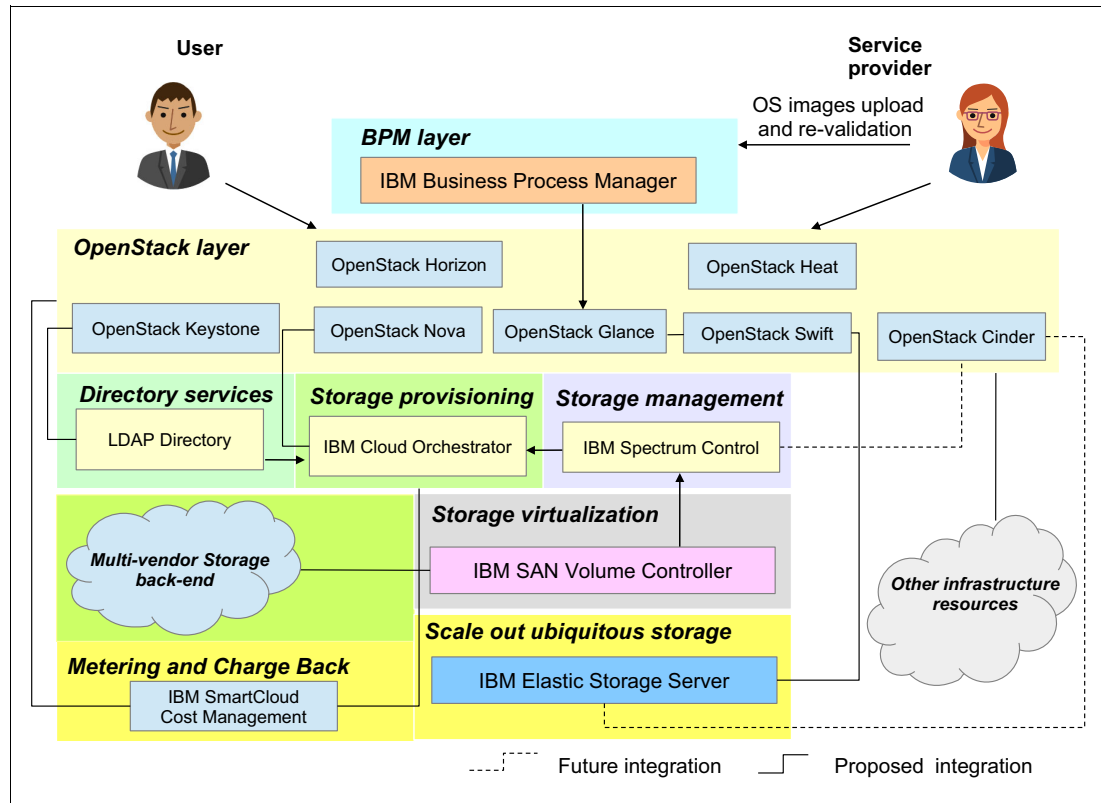 User
Service
provider
OS images upload
and re-validation
BPM layer
IBM Business Process Manager
OpenStack layer
OpenStack Horizon
OpenStack Heat
OpenStack Keystone
OpenStack Nova
OpenStack Glance
OpenStack Swift
OpenStack Cinder
Directory services
Storage provisioning
Storage management
LDAP Directory
IBM Cloud Orchestrator
IBM Spectrum Control
Storage virtualization
Multi-vendor Storage
back-end
IBM SAN Volume Controller
Other infrastructure
resources
Scale out ubiquitous storage
Metering and Charge Back
IBM Elastic Storage Server
IBM SmartCloud
Cost Management
Future integration
Proposed integration